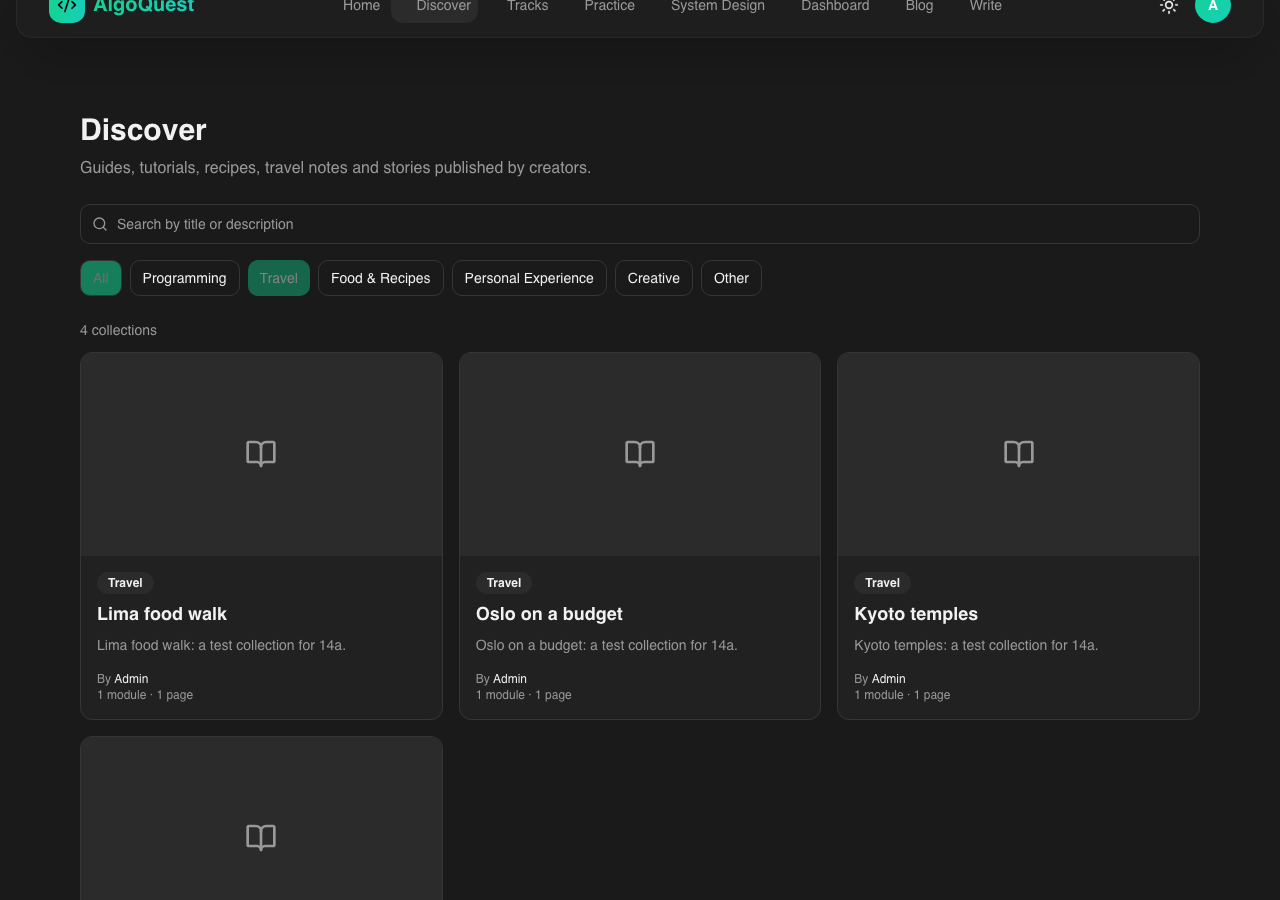 AlgoQuest
Home Discover Tracks Practice System Design Dashboard Blog Write
A
Discover
Guides, tutorials, recipes, travel notes and stories published by creators.
Search by title or description
All Programming Travel Food & Recipes Personal Experience Creative Other
4 collections
Travel
Lima food walk
Lima food walk: a test collection for 14a.
By Admin
1 module · 1 page
Travel
Oslo on a budget
Oslo on a budget: a test collection for 14a.
By Admin
1 module · 1 page
Travel
Kyoto temples
Kyoto temples: a test collection for 14a.
By Admin
1 module · 1 page